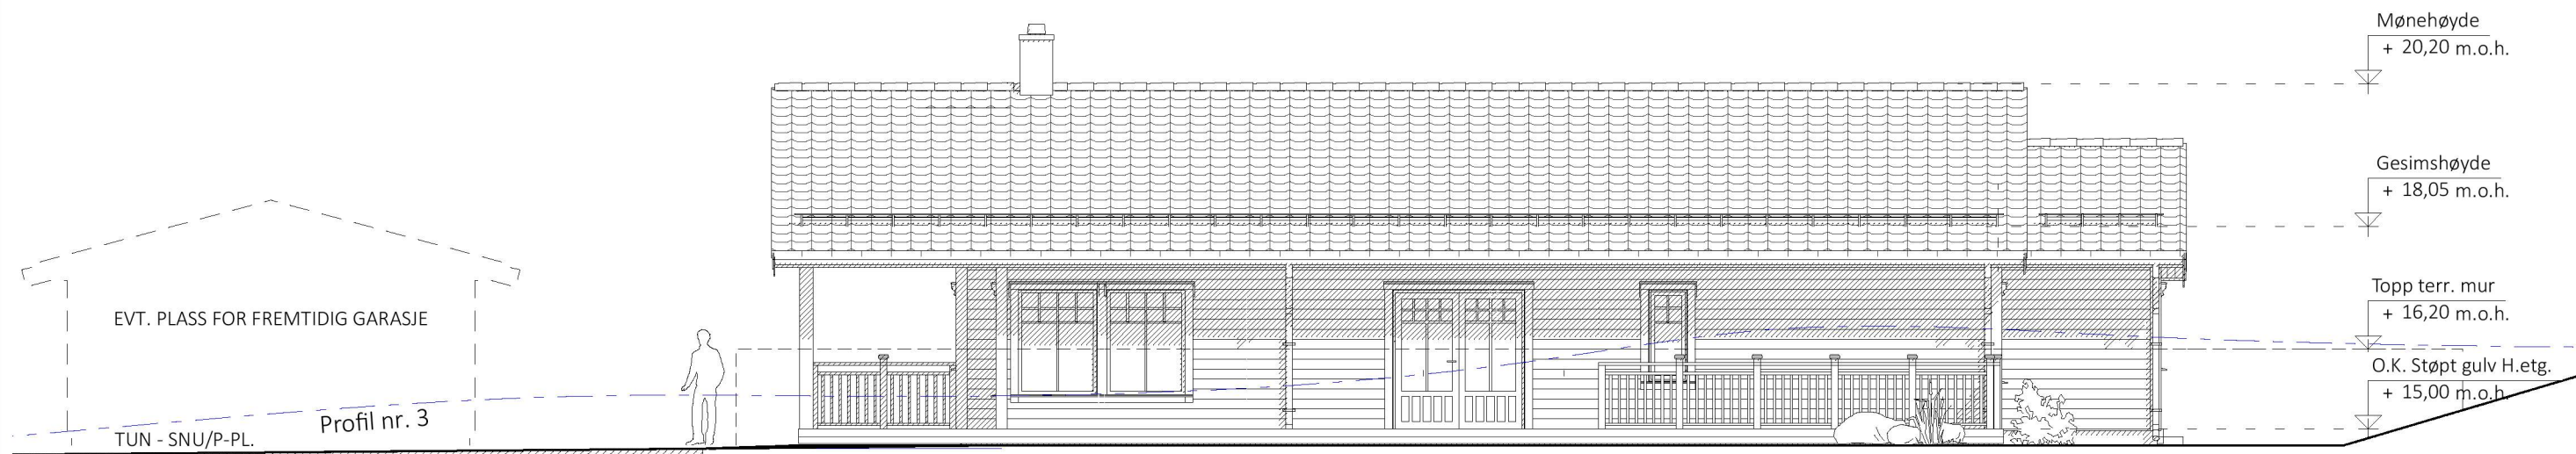 Mønehøyde
+ 20,20 m.o.h.
Gesimshøyde
+ 18,05 m.o.h.
Topp terr. mur
+ 16,20 m.o.h.
O.K. Støpt gulv H.etg.
+ 15,00 m.o.h.
EVT. PLASS FOR FREMTIDIG GARASJE
Profil nr. 3
TUN - SNU/P-PL.